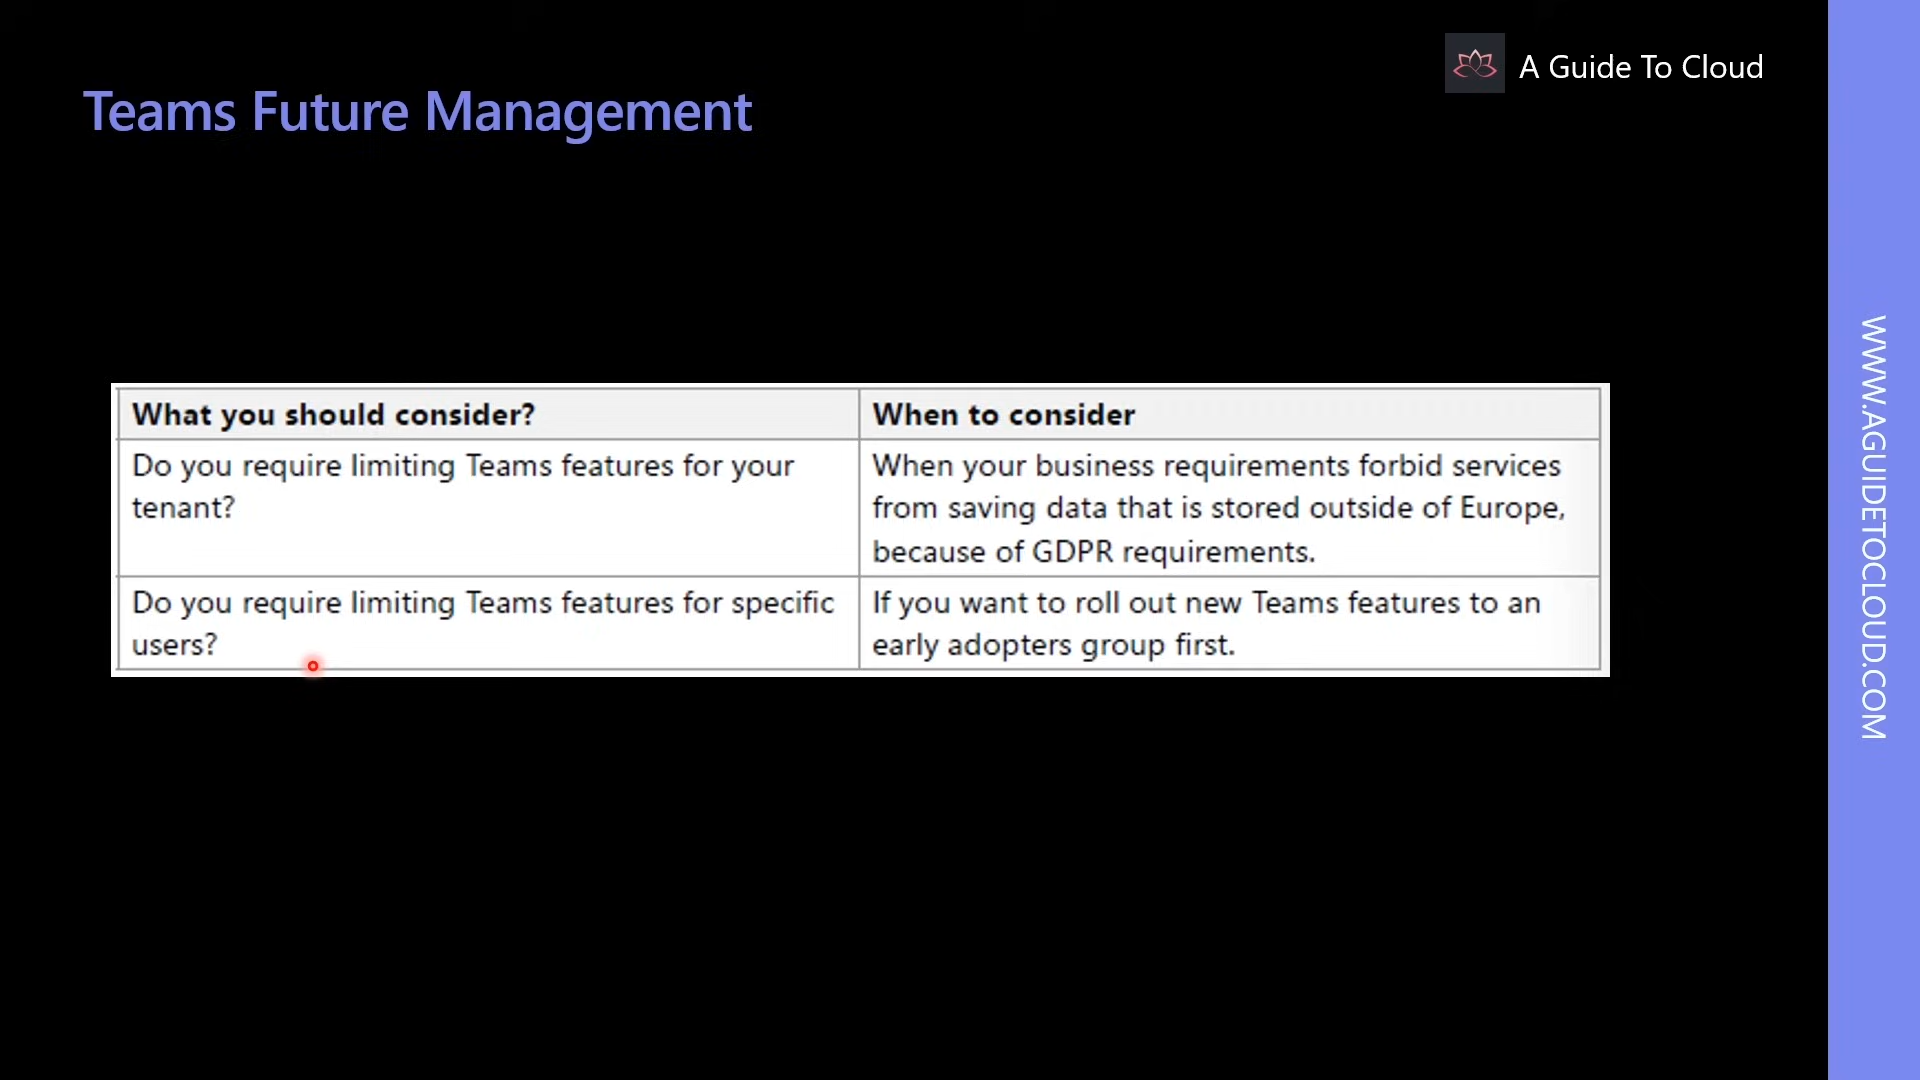 A Guide To Cloud
Teams Future Management
What you should consider?
When to consider
Do you require limiting Teams features for your
tenant?
When your business requirements forbid services
from saving data that is stored outside of Europe,
because of GDPR requirements.
Do you require limiting Teams features for specific
users?
If you want to roll out new Teams features to an
early adopters group first.
WWW.AGUIDETOCLOUD.COM